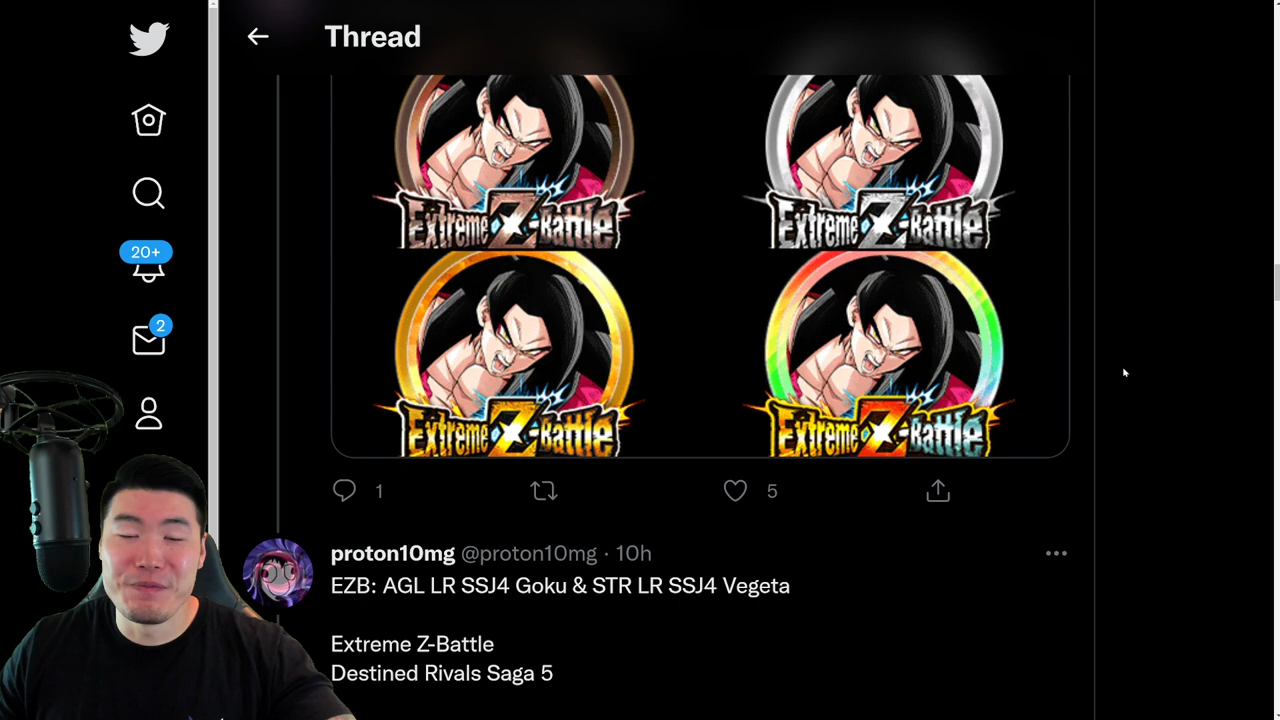 Thread
Extreme Z-Battle
Extreme Z-Battle
20+
2
Extreme Z-Battle
Extreme Z-Battle
1
5
proton10mg @proton10mg · 10h
EZB: AGL LR SSJ4 Goku & STR LR SSJ4 Vegeta
Extreme Z-Battle
Destined Rivals Saga 5